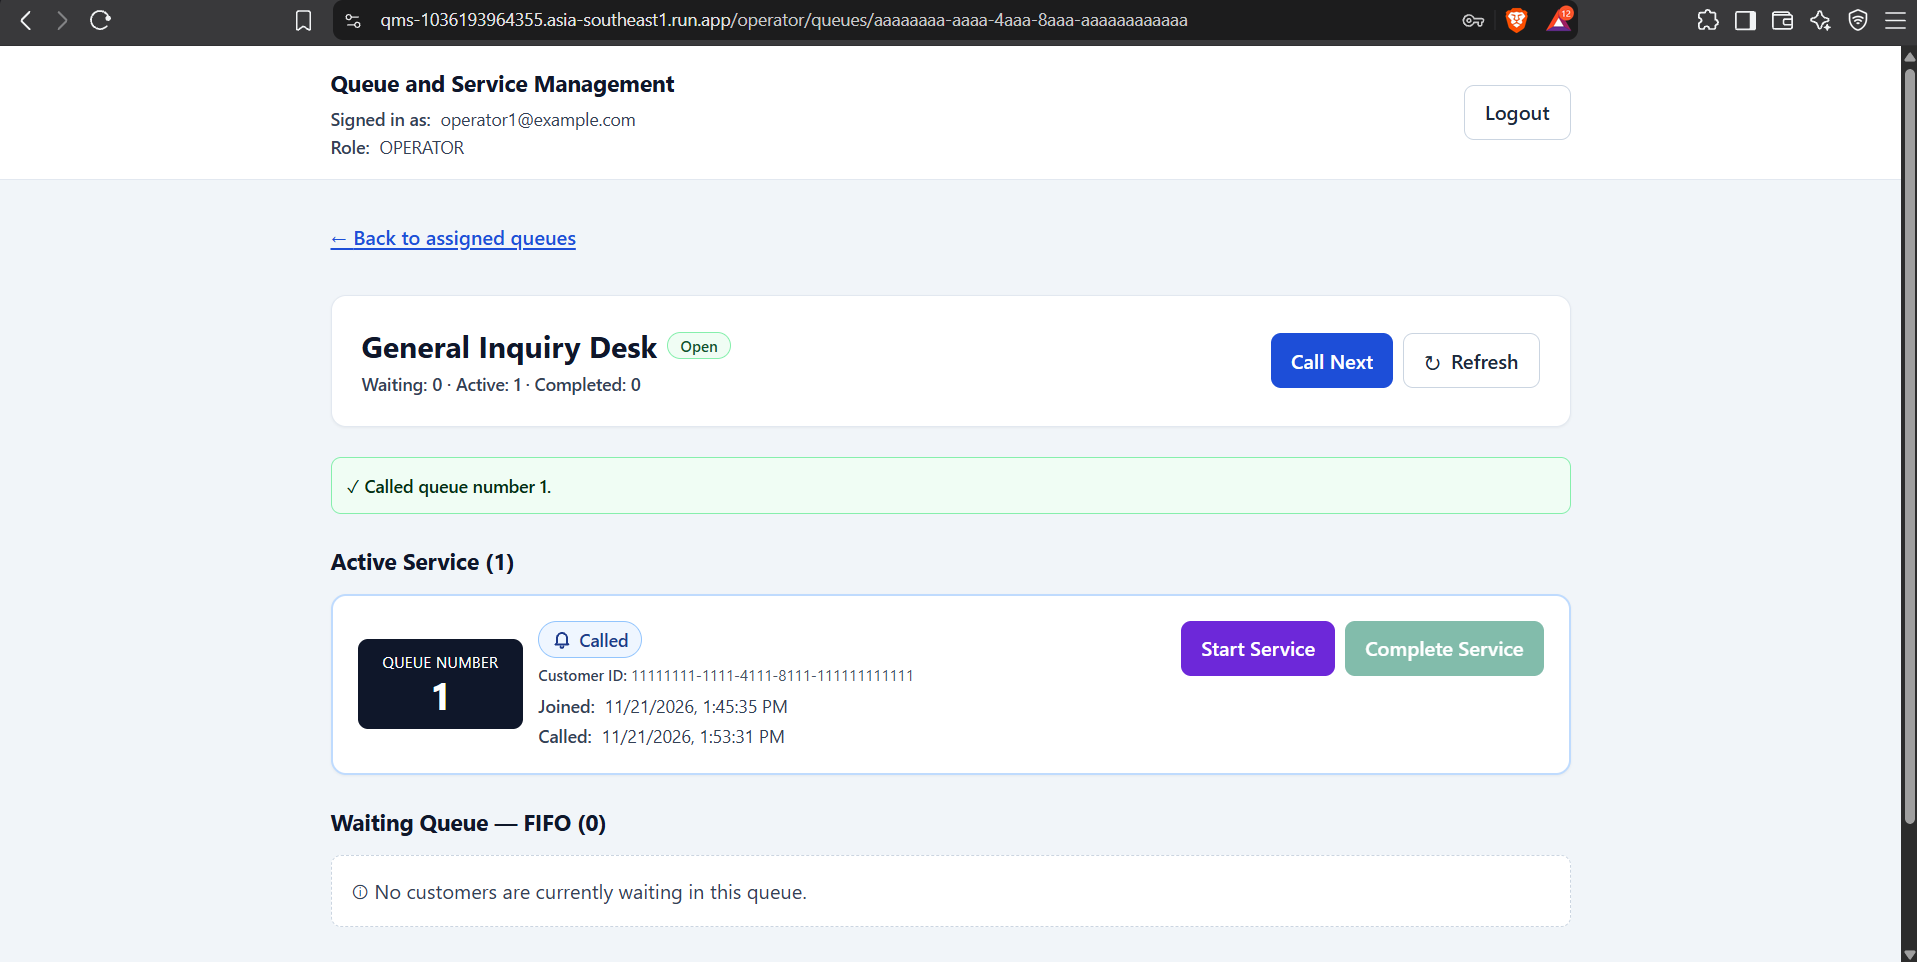 qms-1036193964355.asia-southeast1.run.app/operator/queues/aaaaaaaa-aaaa-4aaa-8aaa-aaaaaaaaaaaa
12
Queue and Service Management
Signed in as: operator1@example.com
Role: OPERATOR
Logout
← Back to assigned queues
General Inquiry Desk Open
Waiting: 0 · Active: 1 · Completed: 0
Call Next
↻ Refresh
✓ Called queue number 1.
Active Service (1)
QUEUE NUMBER
1
Called
Customer ID: 11111111-1111-4111-8111-111111111111
Joined: 11/21/2026, 1:45:35 PM
Called: 11/21/2026, 1:53:31 PM
Start Service
Complete Service
Waiting Queue — FIFO (0)
ⓘ No customers are currently waiting in this queue.